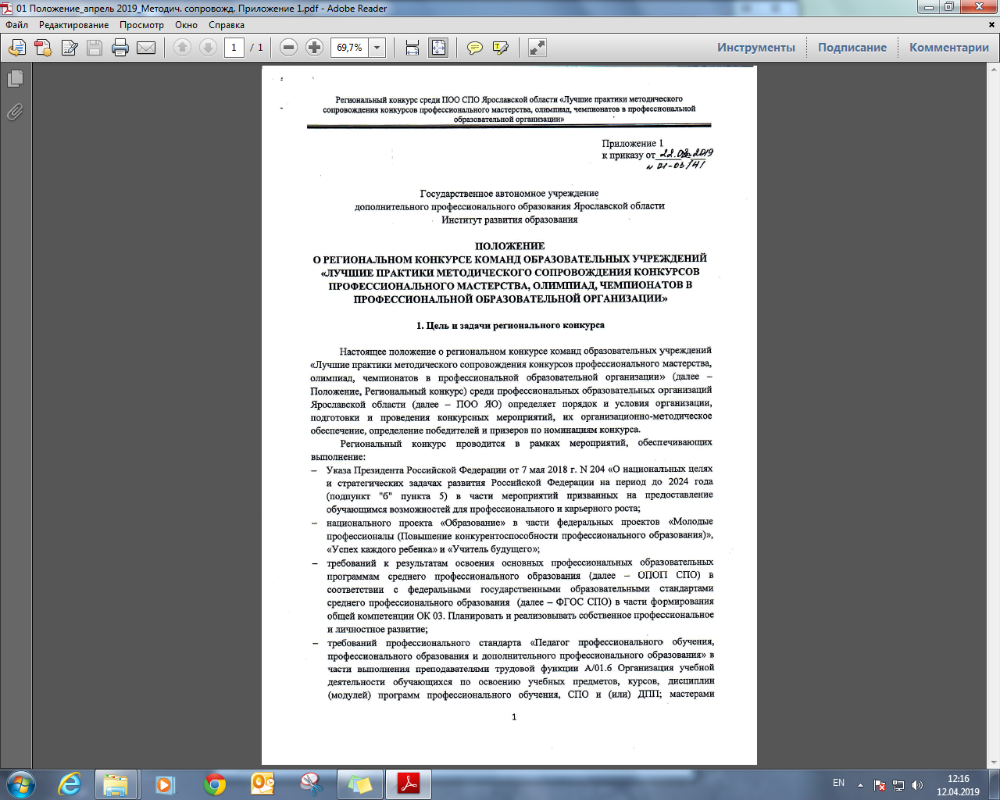 01 Положение_апрель 2019_Методич. сопровожд. Приложение 1.pdf - Adobe Reader
Файл Редактирование Просмотр Окно Справка
1 / 1 69,7% Инструменты Подписание Комментарии
Региональный конкурс среди ПОО СПО Ярославской области «Лучшие практики методического
сопровождения конкурсов профессионального мастерства, олимпиад, чемпионатов в профессиональной
образовательной организации»
Приложение 1
к приказу от 22.03.2019
№ 01-03/41
Государственное автономное учреждение
дополнительного профессионального образования Ярославской области
Институт развития образования
ПОЛОЖЕНИЕ
О РЕГИОНАЛЬНОМ КОНКУРСЕ КОМАНД ОБРАЗОВАТЕЛЬНЫХ УЧРЕЖДЕНИЙ
«ЛУЧШИЕ ПРАКТИКИ МЕТОДИЧЕСКОГО СОПРОВОЖДЕНИЯ КОНКУРСОВ
ПРОФЕССИОНАЛЬНОГО МАСТЕРСТВА, ОЛИМПИАД, ЧЕМПИОНАТОВ В
ПРОФЕССИОНАЛЬНОЙ ОБРАЗОВАТЕЛЬНОЙ ОРГАНИЗАЦИИ»
1. Цель и задачи регионального конкурса
Настоящее положение о региональном конкурсе команд образовательных учреждений
«Лучшие практики методического сопровождения конкурсов профессионального мастерства,
олимпиад, чемпионатов в профессиональной образовательной организации» (далее –
Положение, Региональный конкурс) среди профессиональных образовательных организаций
Ярославской области (далее – ПОО ЯО) определяет порядок и условия организации,
подготовки и проведения конкурсных мероприятий, их организационно-методическое
обеспечение, определение победителей и призеров по номинациям конкурса.
Региональный конкурс проводится в рамках мероприятий, обеспечивающих
выполнение:
– Указа Президента Российской Федерации от 7 мая 2018 г. N 204 «О национальных целях
и стратегических задачах развития Российской Федерации на период до 2024 года
(подпункт "б" пункта 5) в части мероприятий призванных на предоставление
обучающимся возможностей для профессионального и карьерного роста;
– национального проекта «Образование» в части федеральных проектов «Молодые
профессионалы (Повышение конкурентоспособности профессионального образования)»,
«Успех каждого ребенка» и «Учитель будущего»;
– требований к результатам освоения основных профессиональных образовательных
программам среднего профессионального образования (далее – ОПОП СПО) в
соответствии с федеральными государственными образовательными стандартами
среднего профессионального образования (далее – ФГОС СПО) в части формирования
общей компетенции ОК 03. Планировать и реализовывать собственное профессиональное
и личностное развитие;
– требований профессионального стандарта «Педагог профессионального обучения,
профессионального образования и дополнительного профессионального образования» в
части выполнения преподавателями трудовой функции А/01.6 Организация учебной
деятельности обучающихся по освоению учебных предметов, курсов, дисциплин
(модулей) программ профессионального обучения, СПО и (или) ДПП; мастерами
1
EN 12:16
12.04.2019